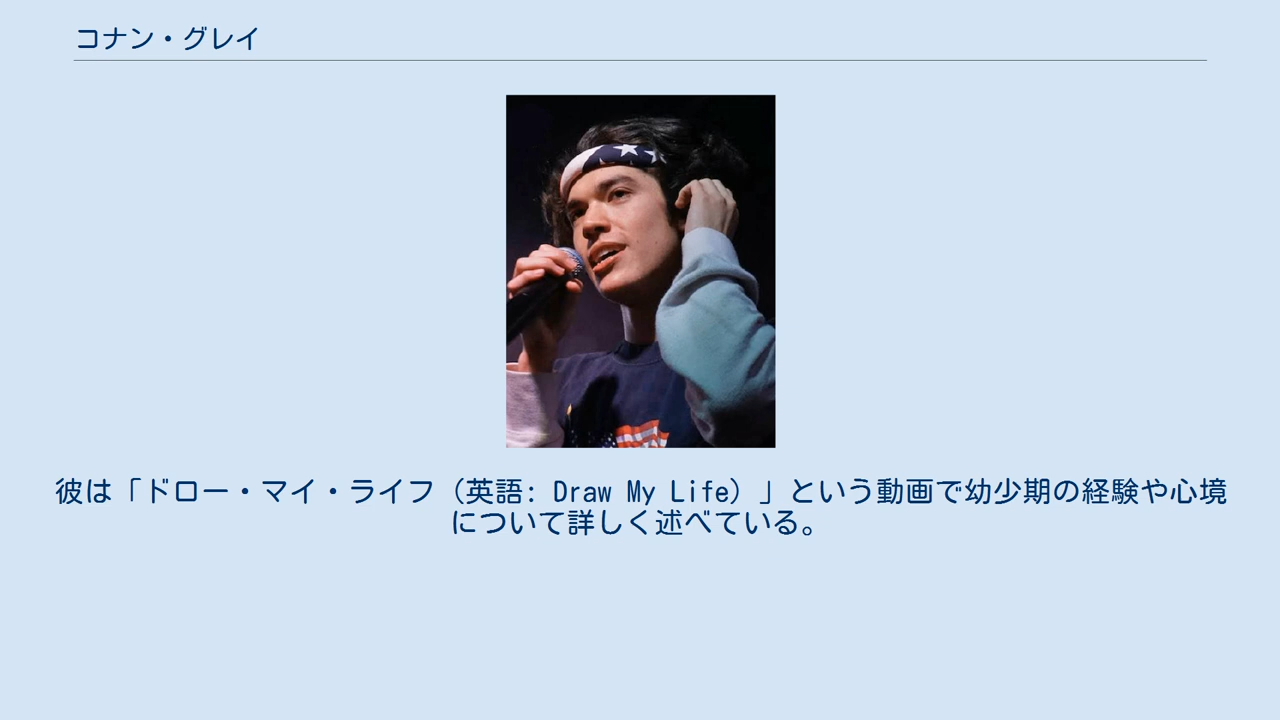 コナン・グレイ
彼は「ドロー・マイ・ライフ（英語: Draw My Life）」という動画で幼少期の経験や心境
について詳しく述べている。